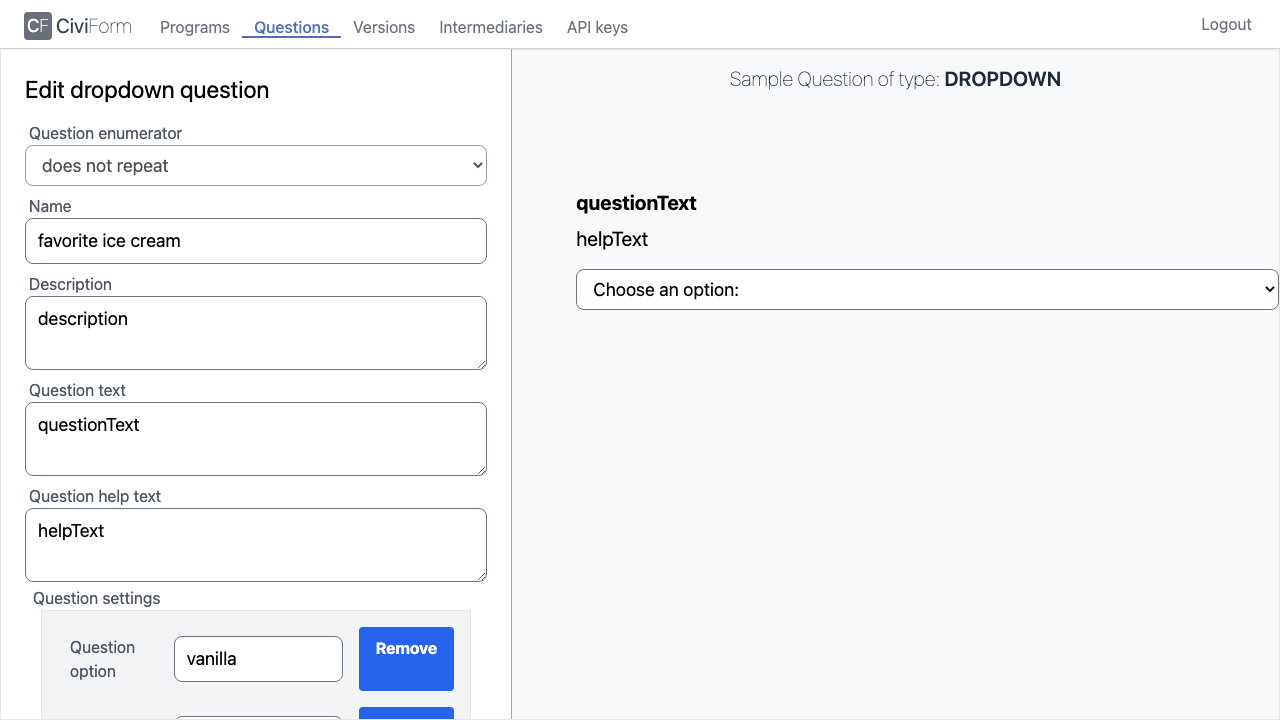 CF CiviForm Programs Questions Versions Intermediaries API keys Logout
Edit dropdown question
Question enumerator
does not repeat
Name
favorite ice cream
Description
description
Question text
questionText
Question help text
helpText
Question settings
Question option
vanilla
Remove
Sample Question of type: DROPDOWN
questionText
helpText
Choose an option: